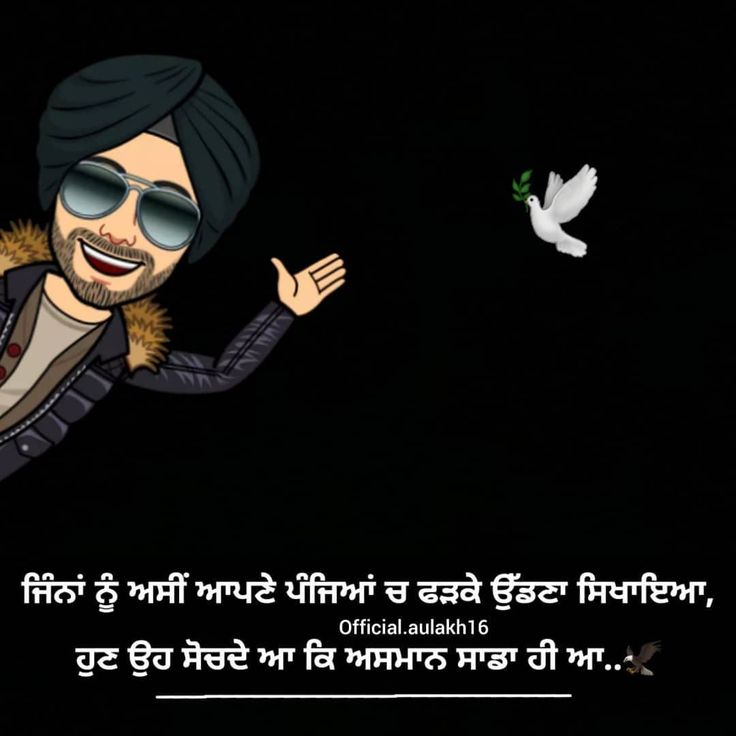 ਜਿੰਨਾਂ ਨੂੰ ਅਸੀਂ ਆਪਣੇ ਪੰਜਿਆਂ ਚ ਫੜਕੇ ਉੱਡਣਾ ਸਿਖਾਇਆ,
Official.aulakh16
ਹੁਣ ਉਹ ਸੋਚਦੇ ਆ ਕਿ ਅਸਮਾਨ ਸਾਡਾ ਹੀ ਆ..🦅